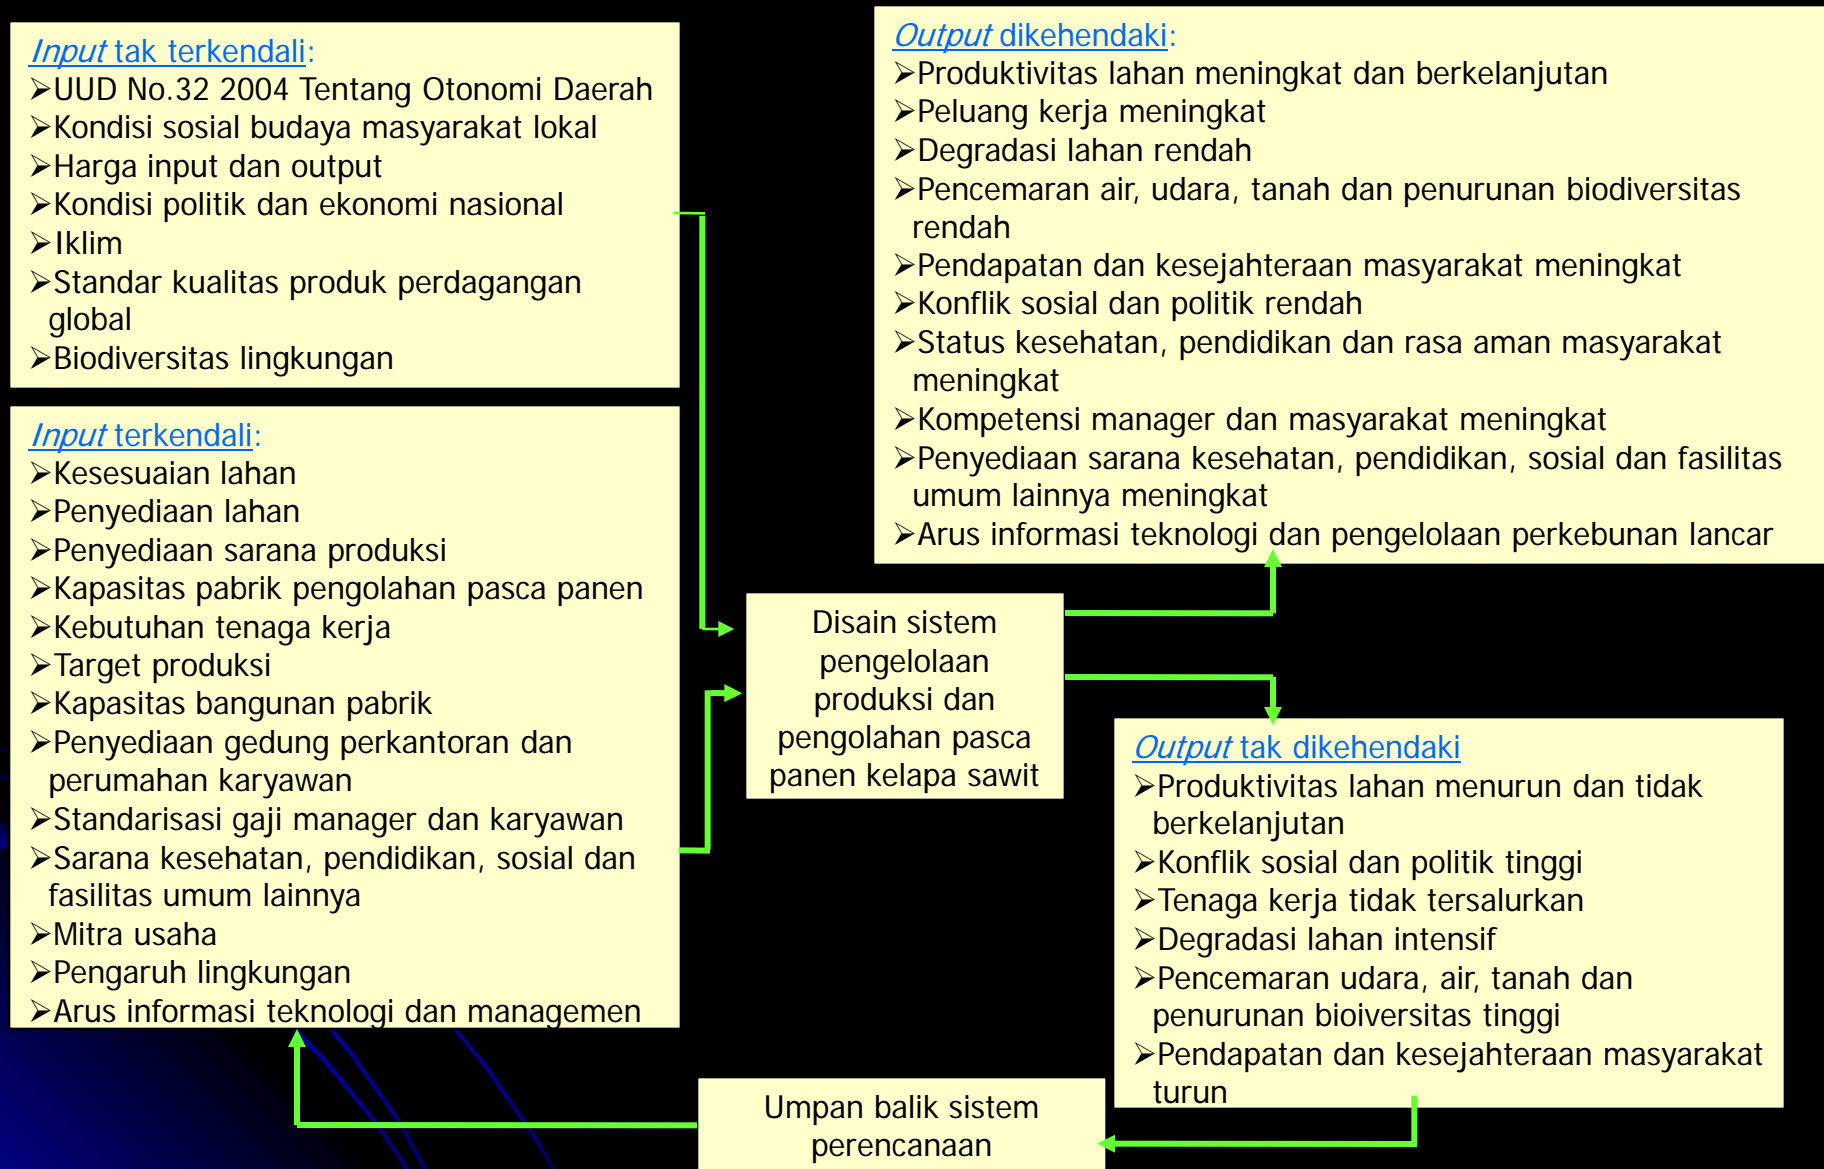 Input tak terkendali:
➢UUD No.32 2004 Tentang Otonomi Daerah
➢Kondisi sosial budaya masyarakat lokal
➢Harga input dan output
➢Kondisi politik dan ekonomi nasional
➢Iklim
➢Standar kualitas produk perdagangan
global
➢Biodiversitas lingkungan
Input terkendali:
➢Kesesuaian lahan
➢Penyediaan lahan
➢Penyediaan sarana produksi
➢Kapasitas pabrik pengolahan pasca panen
➢Kebutuhan tenaga kerja
➢Target produksi
➢Kapasitas bangunan pabrik
➢Penyediaan gedung perkantoran dan
perumahan karyawan
➢Standarisasi gaji manager dan karyawan
➢Sarana kesehatan, pendidikan, sosial dan
fasilitas umum lainnya
➢Mitra usaha
➢Pengaruh lingkungan
➢Arus informasi teknologi dan managemen
Disain sistem
pengelolaan
produksi dan
pengolahan pasca
panen kelapa sawit
Output dikehendaki:
➢Produktivitas lahan meningkat dan berkelanjutan
➢Peluang kerja meningkat
➢Degradasi lahan rendah
➢Pencemaran air, udara, tanah dan penurunan biodiversitas
rendah
➢Pendapatan dan kesejahteraan masyarakat meningkat
➢Konflik sosial dan politik rendah
➢Status kesehatan, pendidikan dan rasa aman masyarakat
meningkat
➢Kompetensi manager dan masyarakat meningkat
➢Penyediaan sarana kesehatan, pendidikan, sosial dan fasilitas
umum lainnya meningkat
➢Arus informasi teknologi dan pengelolaan perkebunan lancar
Output tak dikehendaki
➢Produktivitas lahan menurun dan tidak
berkelanjutan
➢Konflik sosial dan politik tinggi
➢Tenaga kerja tidak tersalurkan
➢Degradasi lahan intensif
➢Pencemaran udara, air, tanah dan
penurunan bioiversitas tinggi
➢Pendapatan dan kesejahteraan masyarakat
turun
Umpan balik sistem
perencanaan